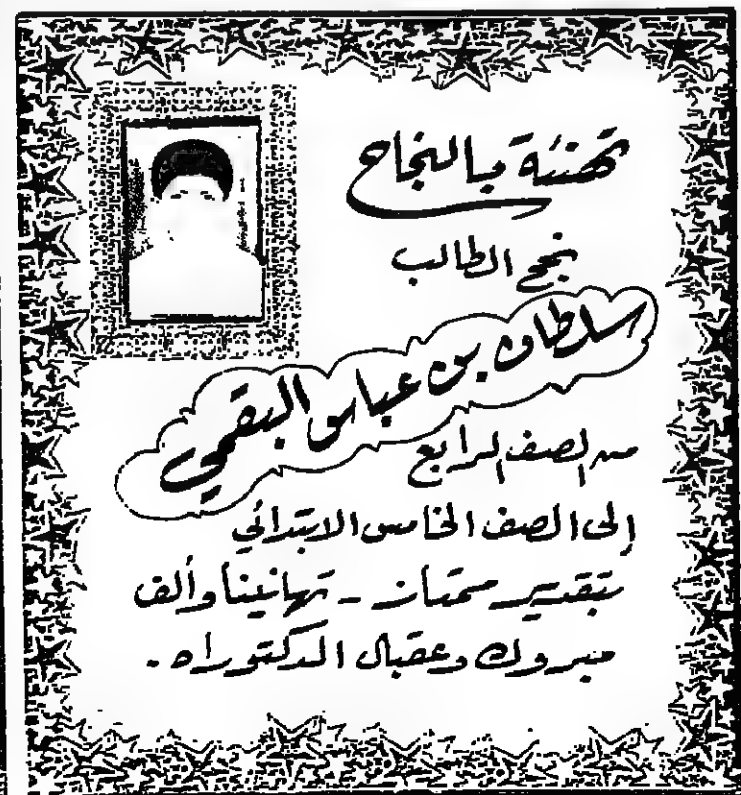 تهنئة بالنجاح
نجح الطالب
سلطان بن عباس البقمي
من الصف الرابع
إلى الصف الخامس الابتدائي
بتقدير ممتاز - تهانينا وألف
مبروك وعقبال الدكتوراه.